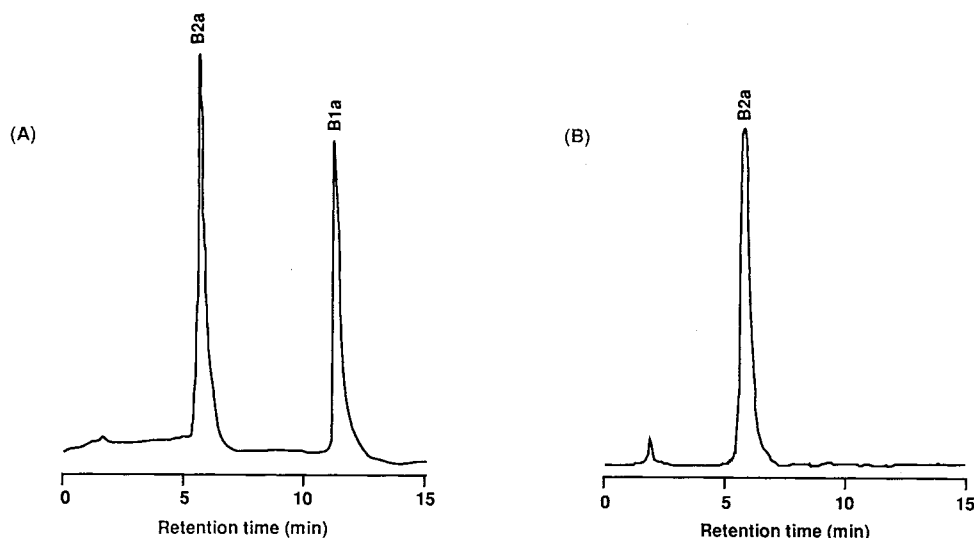 (A)
B2a
B1a
0 5 10 15
Retention time (min)
(B)
B2a
0 5 10 15
Retention time (min)